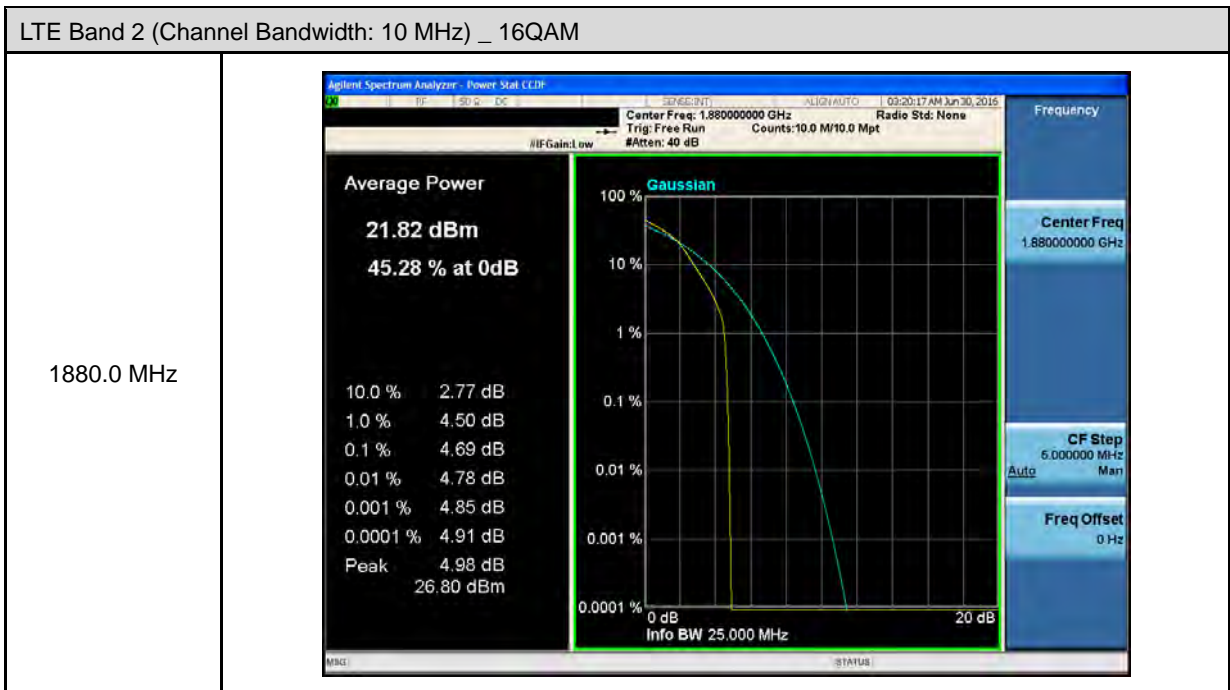 LTE Band 2 (Channel Bandwidth: 10 MHz) _ 16QAM
1880.0 MHz
Agilent Spectrum Analyzer - Power Stat CCDF
RF 50 Ω DC SENSE:INT ALIGN AUTO 03:20:17 AM Jun 30, 2016
Center Freq: 1.880000000 GHz Radio Std: None
Trig: Free Run Counts:10.0 M/10.0 Mpt
#IFGain:Low #Atten: 40 dB
Average Power
21.82 dBm
45.28 % at 0dB
10.0 % 2.77 dB
1.0 % 4.50 dB
0.1 % 4.69 dB
0.01 % 4.78 dB
0.001 % 4.85 dB
0.0001 % 4.91 dB
Peak 4.98 dB
26.80 dBm
Gaussian
100 %
10 %
1 %
0.1 %
0.01 %
0.001 %
0.0001 %
0 dB 20 dB
Info BW 25.000 MHz
Frequency
Center Freq
1.880000000 GHz
CF Step
5.000000 MHz
Auto Man
Freq Offset
0 Hz
MSG STATUS